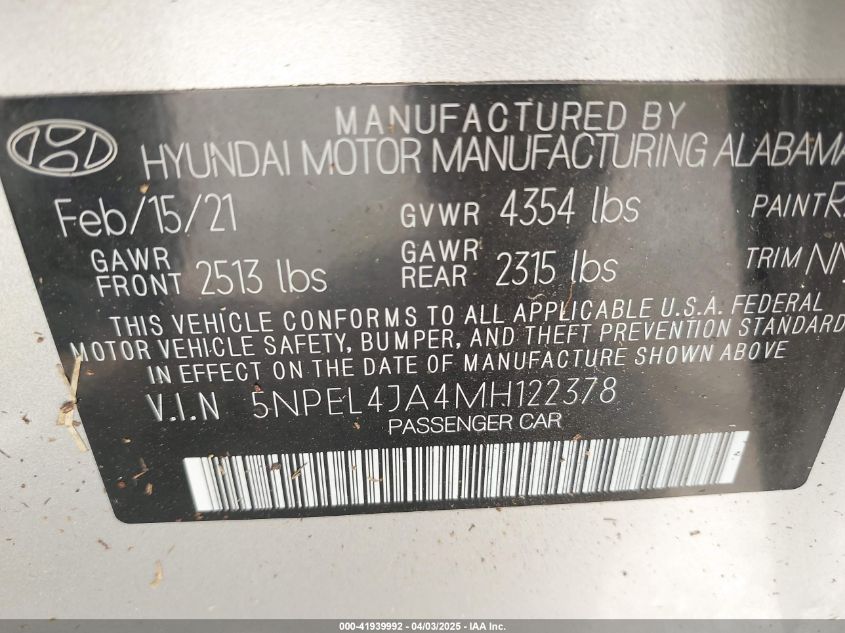 MANUFACTURED BY
HYUNDAI MOTOR MANUFACTURING ALABAMA
Feb/15/21 GVWR 4354 lbs PAINT
GAWR FRONT 2513 lbs GAWR REAR 2315 lbs TRIM
THIS VEHICLE CONFORMS TO ALL APPLICABLE U.S.A. FEDERAL
MOTOR VEHICLE SAFETY, BUMPER, AND THEFT PREVENTION STANDARD
IN EFFECT ON THE DATE OF MANUFACTURE SHOWN ABOVE
V.I.N 5NPEL4JA4MH122378
PASSENGER CAR
000-41939992 - 04/03/2025 - IAA Inc.